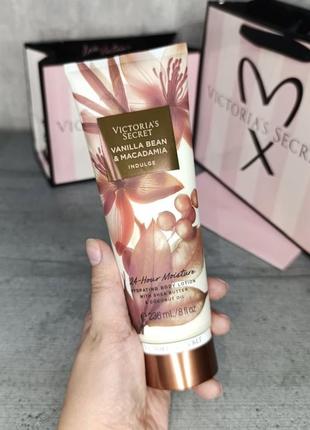 VICTORIA'S
SECRET
VANILLA BEAN
& MACADAMIA
INDULGE
24-Hour Moisture
HYDRATING BODY LOTION
WITH SHEA BUTTER
& COCONUT OIL
236 mL/8 fl oz
VICTORIA'S SECRET